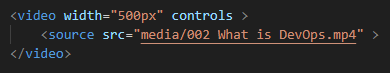 <video width="500px" controls >
<source src="media/002 What is DevOps.mp4" >
</video>